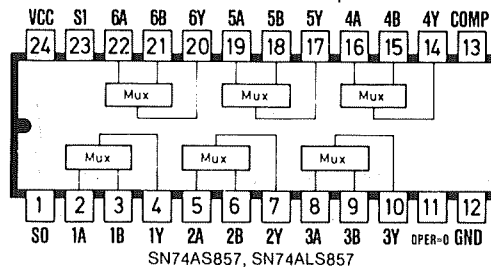 VCC S1 6A 6B 6Y 5A 5B 5Y 4A 4B 4Y COMP
24 23 22 21 20 19 18 17 16 15 14 13
Mux Mux Mux
Mux Mux Mux
1 2 3 4 5 6 7 8 9 10 11 12
S0 1A 1B 1Y 2A 2B 2Y 3A 3B 3Y OPER=0 GND
SN74AS857, SN74ALS857